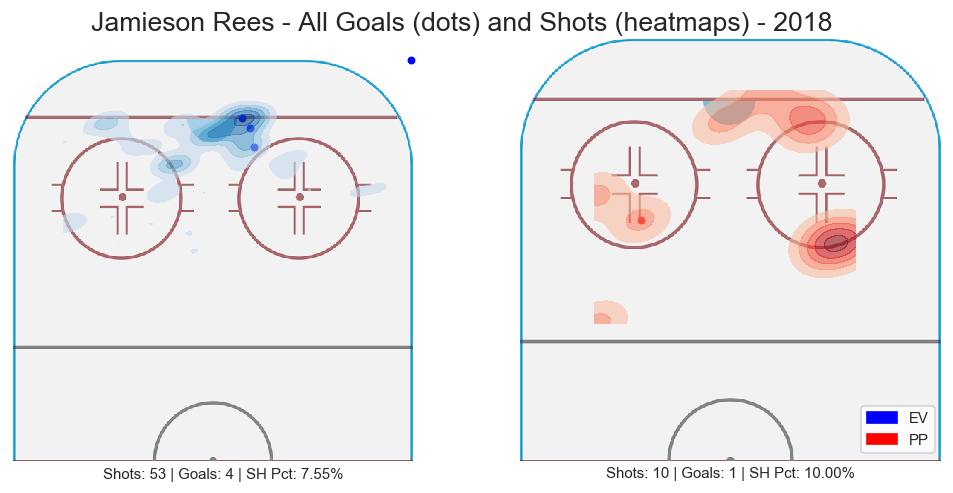 Jamieson Rees - All Goals (dots) and Shots (heatmaps) - 2018
EV
PP
Shots: 53 | Goals: 4 | SH Pct: 7.55%
Shots: 10 | Goals: 1 | SH Pct: 10.00%